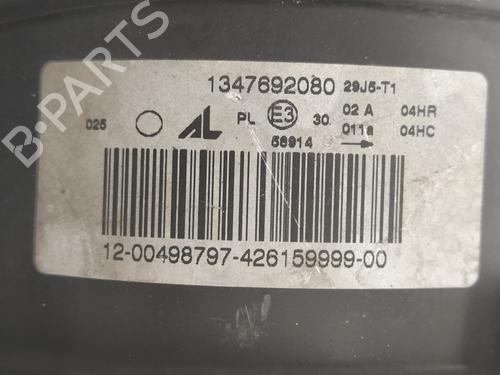 B-PARTS
1347692080 29J5-T1
025 AL PL E3 30 02 A 04HR
56914 011a 04HC
12-00498797-426159999-00